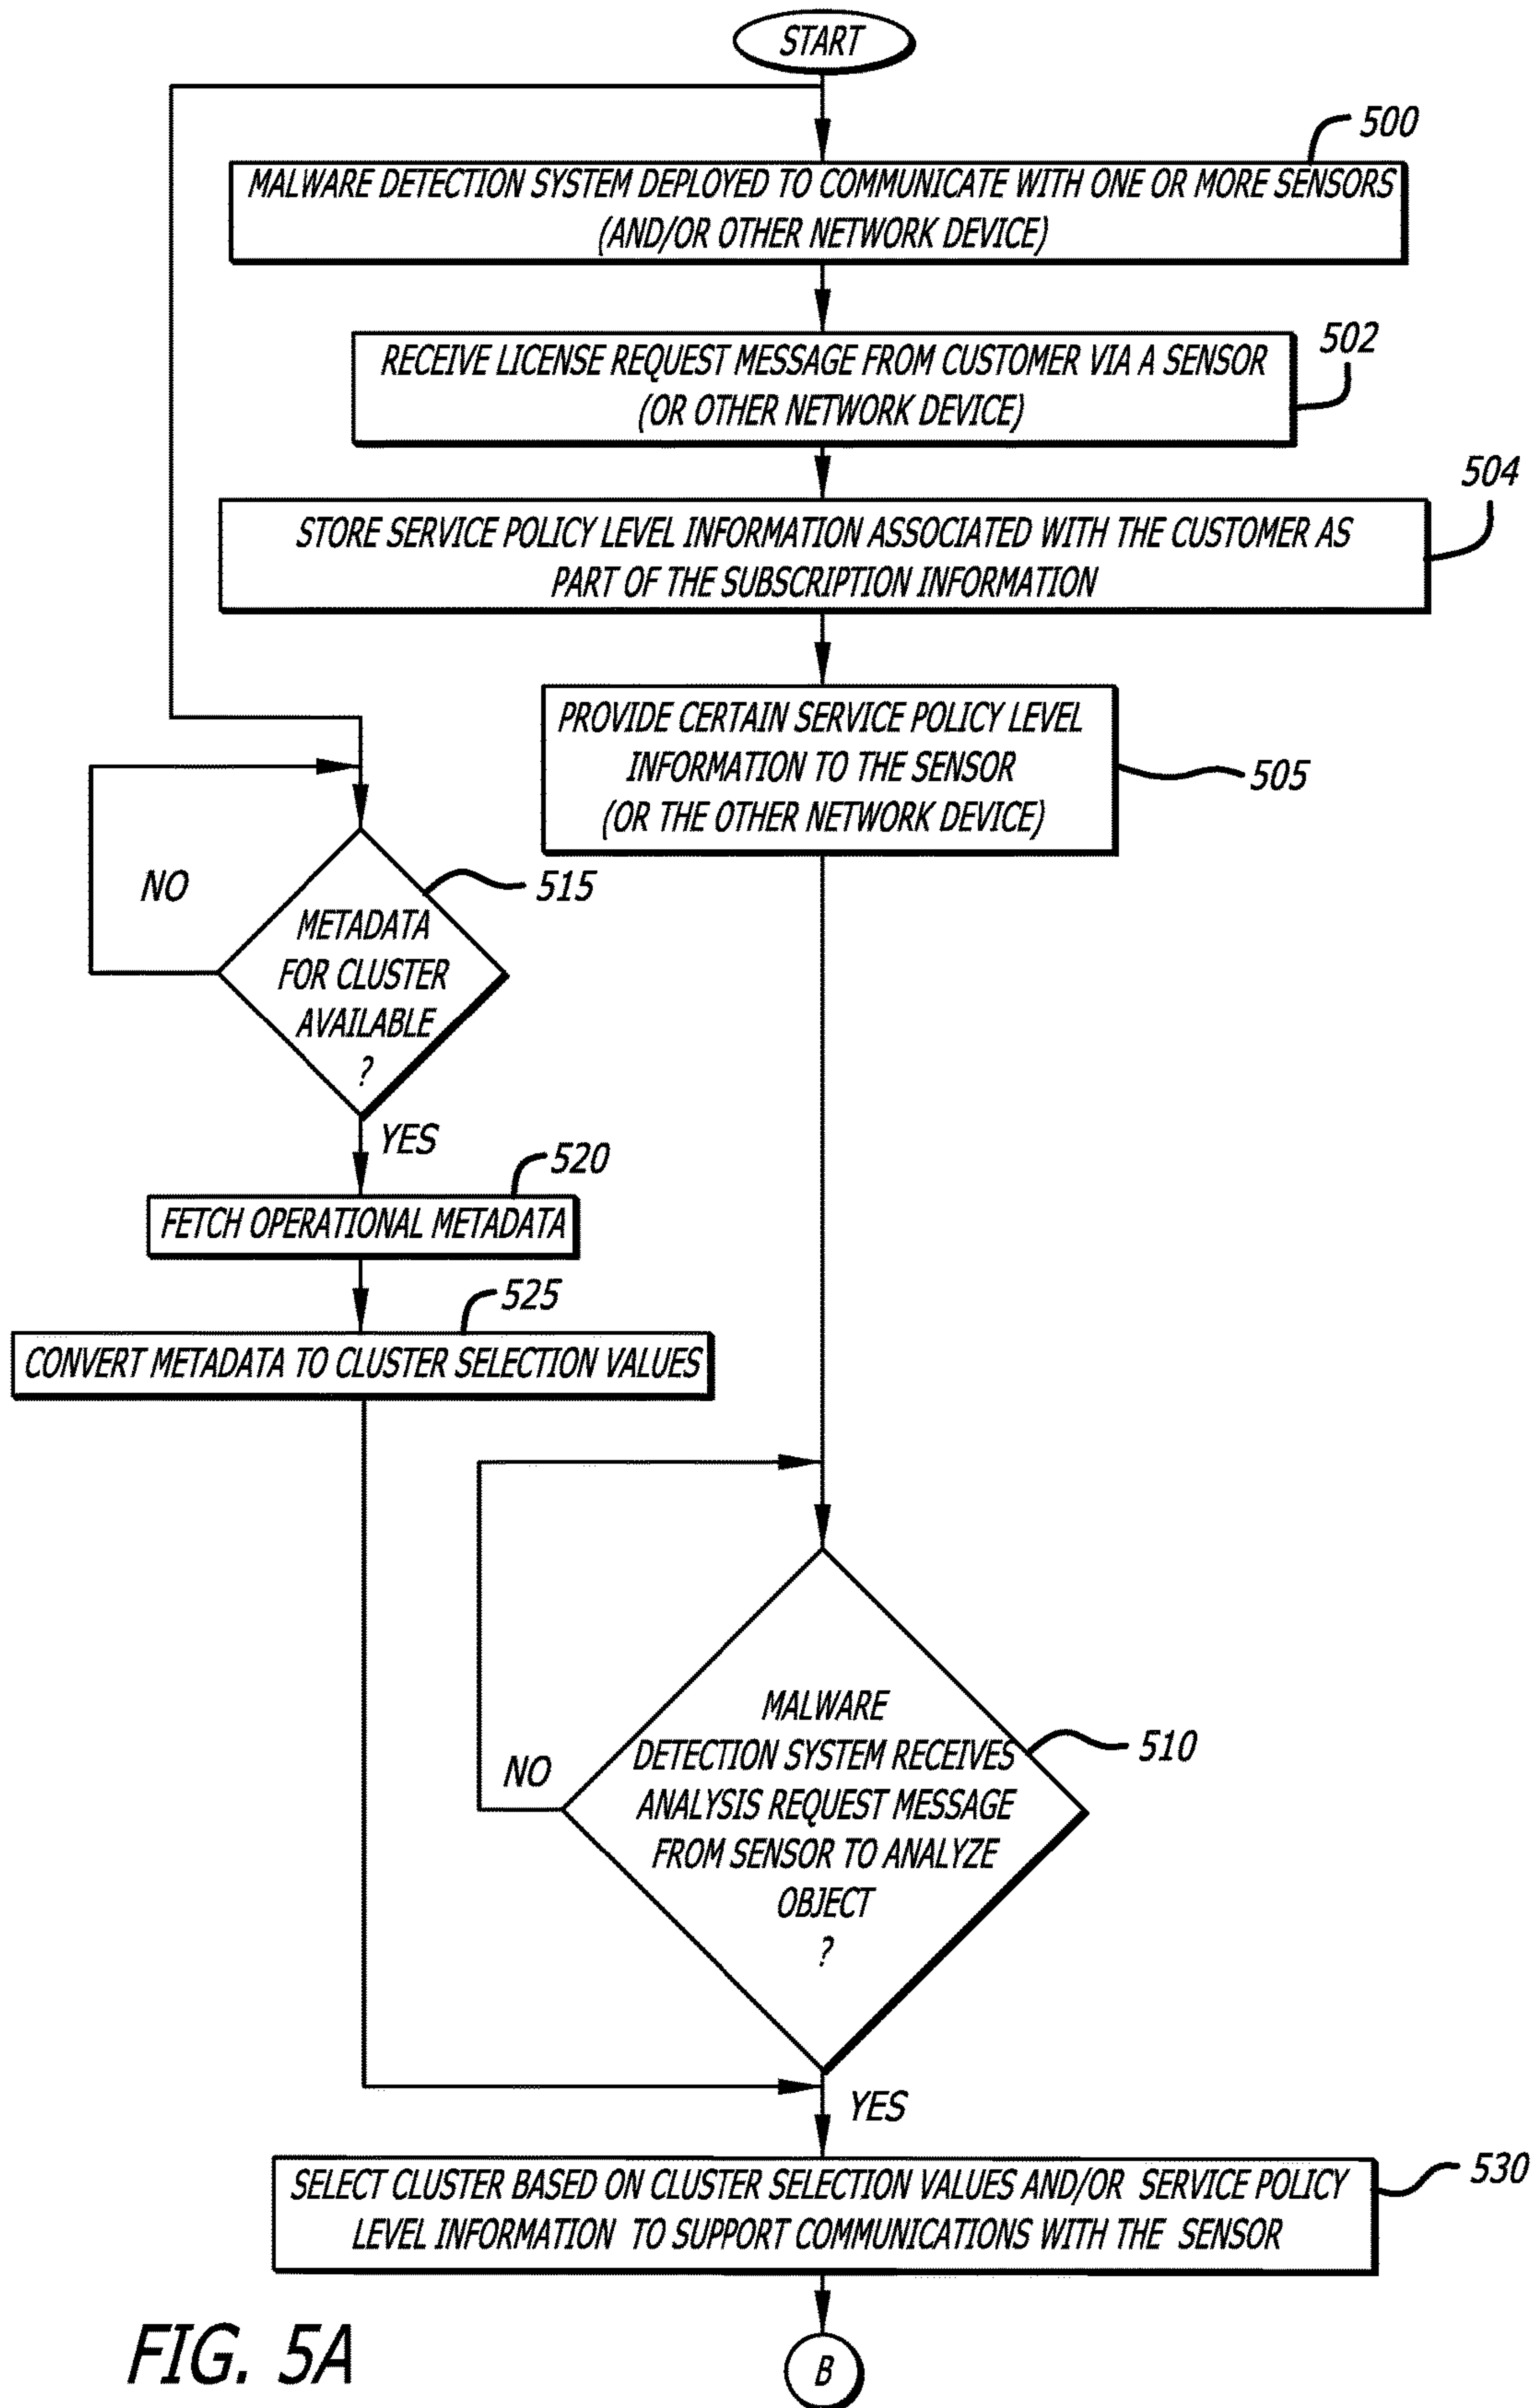 START
500
MALWARE DETECTION SYSTEM DEPLOYED TO COMMUNICATE WITH ONE OR MORE SENSORS
(AND/OR OTHER NETWORK DEVICE)
502
RECEIVE LICENSE REQUEST MESSAGE FROM CUSTOMER VIA A SENSOR
(OR OTHER NETWORK DEVICE)
504
STORE SERVICE POLICY LEVEL INFORMATION ASSOCIATED WITH THE CUSTOMER AS
PART OF THE SUBSCRIPTION INFORMATION
PROVIDE CERTAIN SERVICE POLICY LEVEL
INFORMATION TO THE SENSOR
(OR THE OTHER NETWORK DEVICE)
505
NO
515
METADATA
FOR CLUSTER
AVAILABLE
?
YES
520
FETCH OPERATIONAL METADATA
525
CONVERT METADATA TO CLUSTER SELECTION VALUES
MALWARE
DETECTION SYSTEM RECEIVES
ANALYSIS REQUEST MESSAGE
FROM SENSOR TO ANALYZE
OBJECT
?
510
NO
YES
530
SELECT CLUSTER BASED ON CLUSTER SELECTION VALUES AND/OR SERVICE POLICY
LEVEL INFORMATION TO SUPPORT COMMUNICATIONS WITH THE SENSOR
B
FIG. 5A